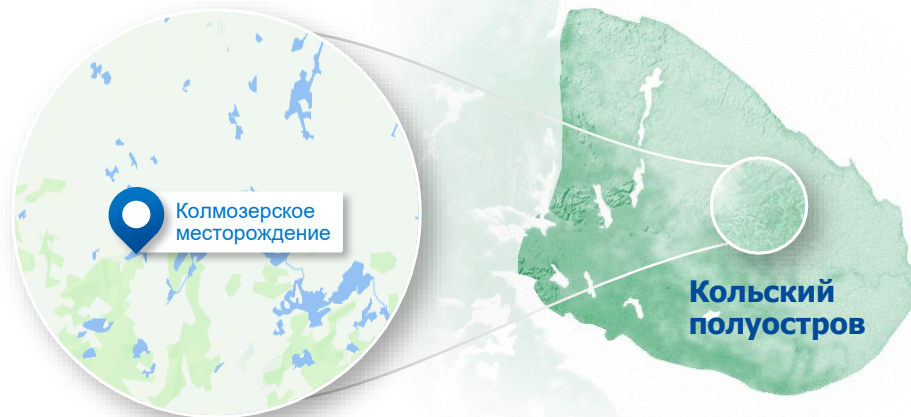 Колмозерское
месторождение
Кольский
полуостров